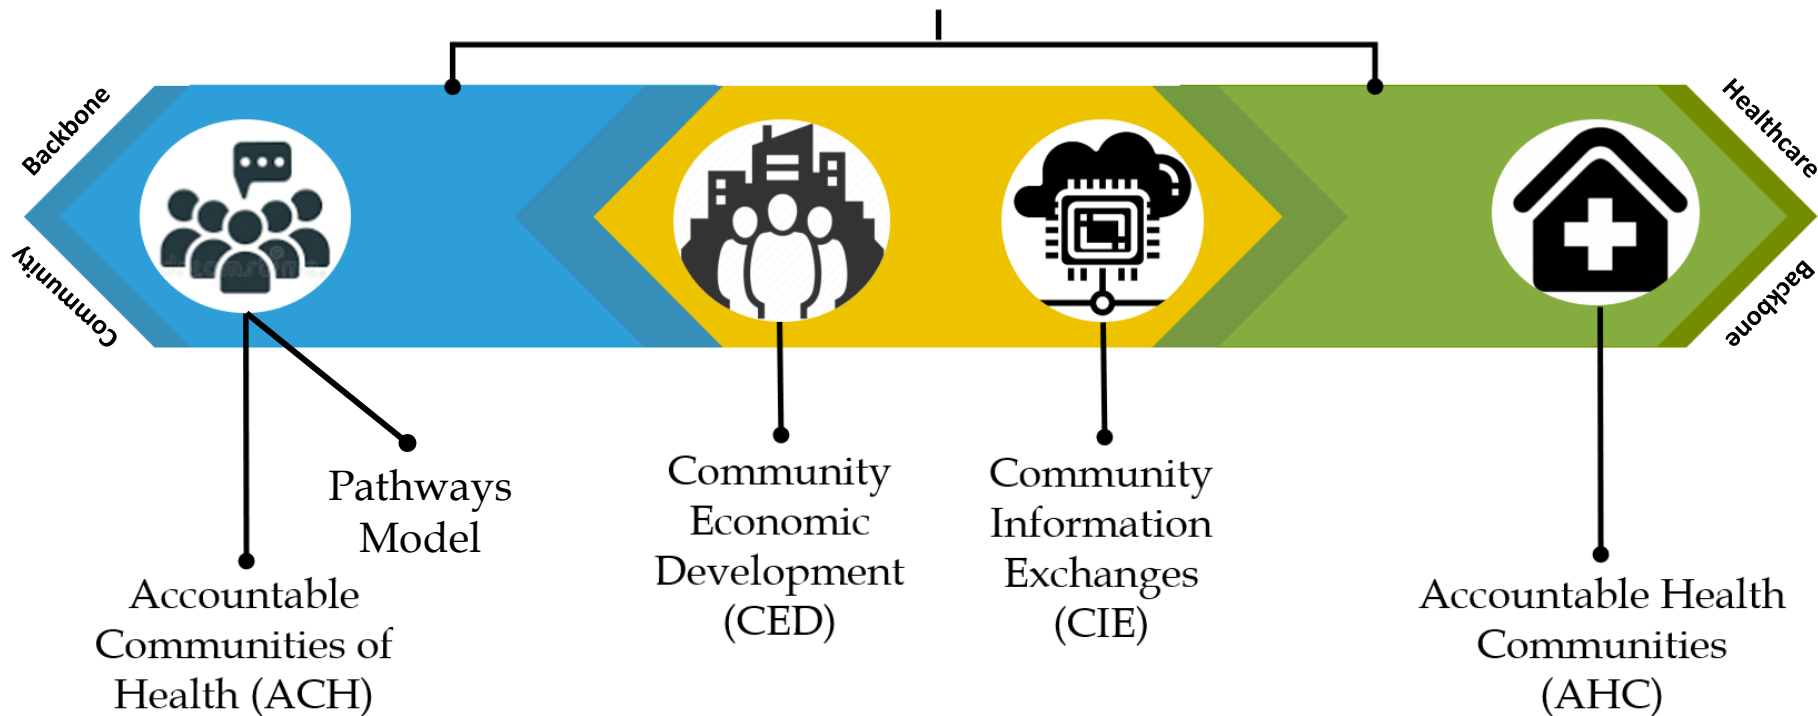 Backbone
Community
Healthcare
Backbone
Pathways
Model
Accountable
Communities of
Health (ACH)
Community
Economic
Development
(CED)
Community
Information
Exchanges
(CIE)
Accountable Health
Communities
(AHC)